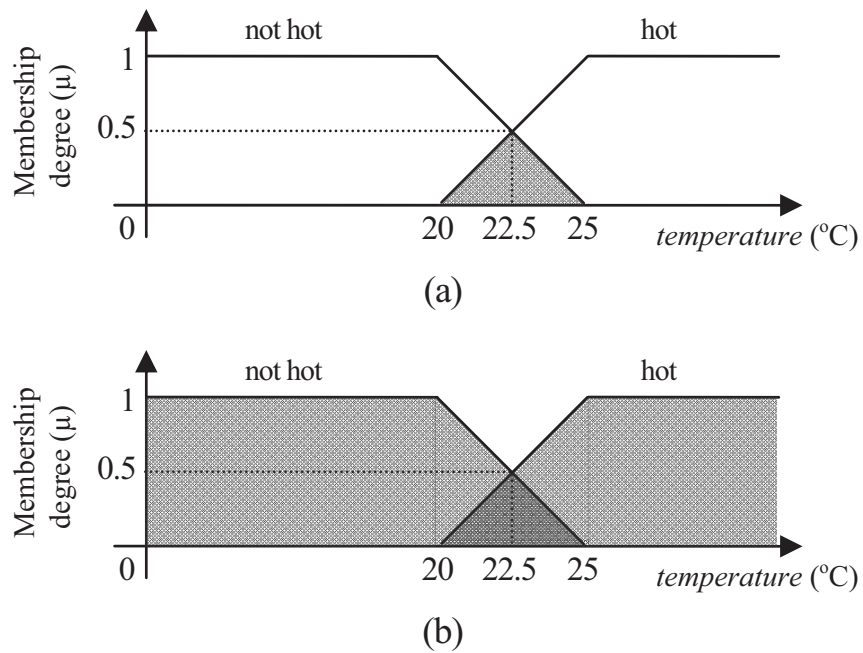 not hot hot
1
Membership
degree (μ)
0.5
0 20 22.5 25 temperature (°C)
(a)
not hot hot
1
Membership
degree (μ)
0.5
0 20 22.5 25 temperature (°C)
(b)